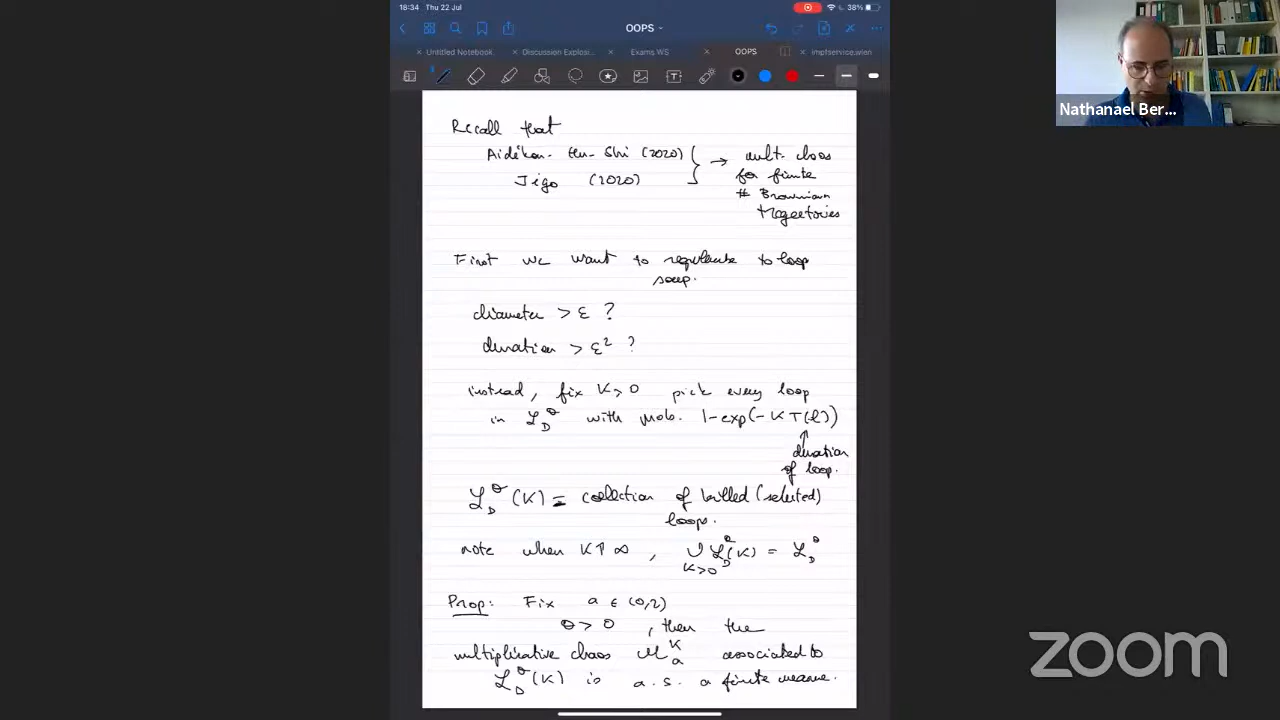 18:34 Thu 22 Jul
38%
OOPS
Untitled Notebook
Discussion Explosi...
Exams WS
OOPS
impfservice.wien
Nathanael Ber...
Recall that
Aïdékon-Hu-Shi (2020)
Jégo (2020)
→ mult. chaos
for finite
# Brownian
trajectories
First we want to regularise to loop
soup.
diameter > ε ?
duration > ε² ?
instead, fix K > 0 pick every loop
in ℒ_D^θ with prob. 1-exp(-K T(ℓ))
duration
of loop.
ℒ_D^θ (K) = collection of killed (selected)
loops.
note when K ↑ ∞ , ∪_{K>0} ℒ_D^θ(K) = ℒ_D^θ
Prop: Fix a ∈ (0,2)
θ > 0 , then the
multiplicative chaos M_a^K associated to
ℒ_D^θ (K) is a.s. a finite measure.
zoom